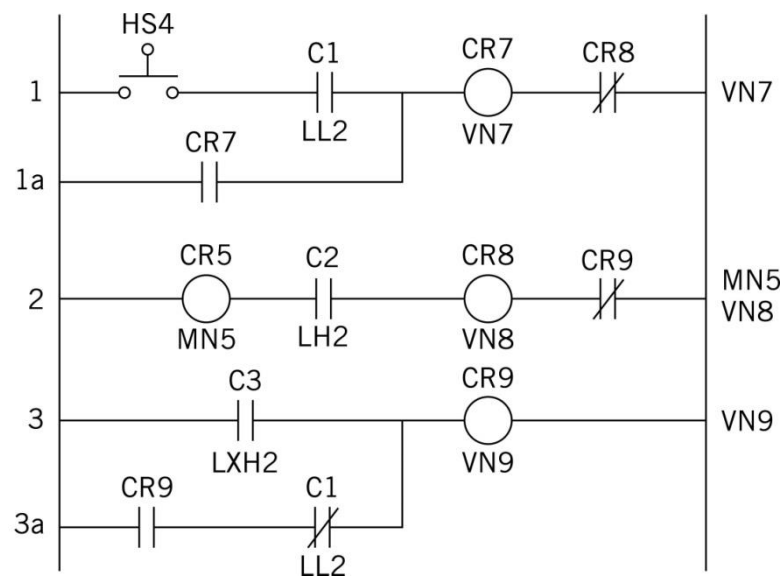 HS4
C1
CR7
CR8
1
VN7
LL2
VN7
CR7
1a
CR5
C2
CR8
CR9
2
MN5
VN8
MN5
LH2
VN8
C3
CR9
3
VN9
LXH2
VN9
CR9
C1
3a
LL2